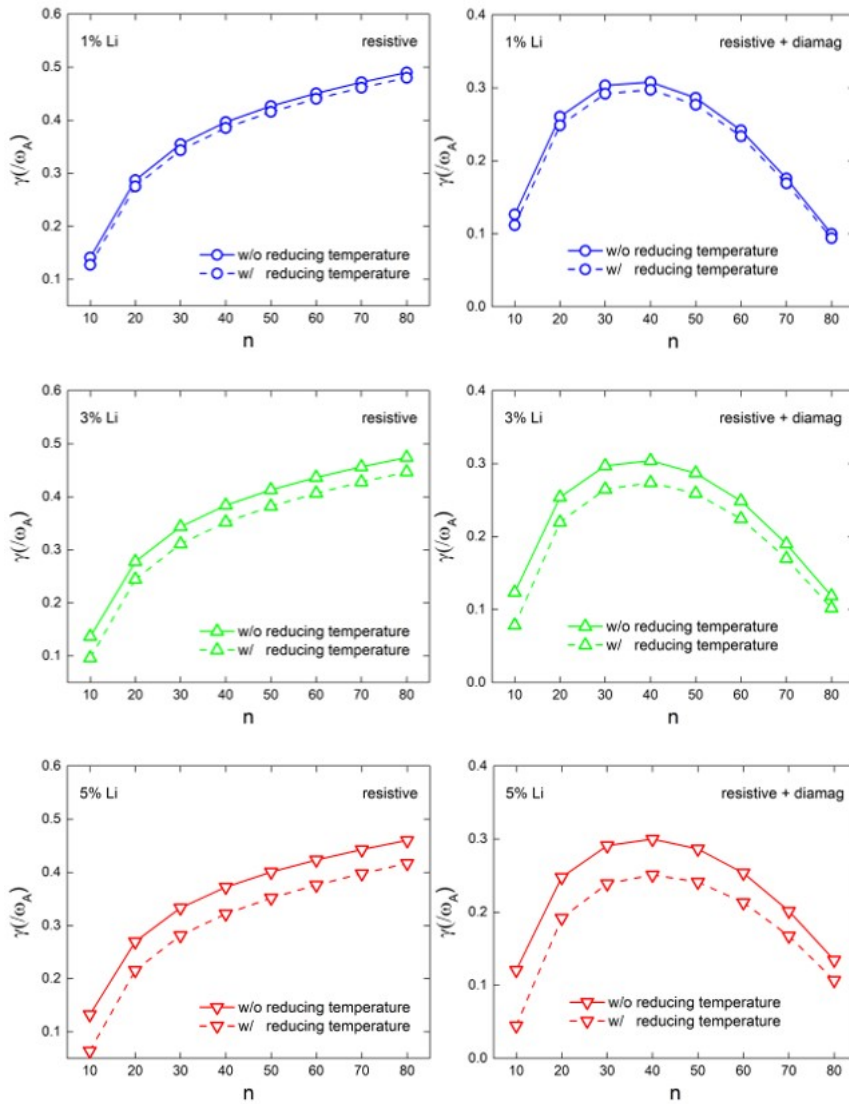 0.6
1% Li resistive
0.5
0.4
γ(/ω_A)
0.3
0.2
w/o reducing temperature
w/ reducing temperature
0.1
10 20 30 40 50 60 70 80
n
0.4
1% Li resistive + diamag
0.3
γ(/ω_A)
0.2
0.1
w/o reducing temperature
w/ reducing temperature
0.0
10 20 30 40 50 60 70 80
n
0.6
3% Li resistive
0.5
0.4
γ(/ω_A)
0.3
0.2
w/o reducing temperature
w/ reducing temperature
0.1
10 20 30 40 50 60 70 80
n
0.4
3% Li resistive + diamag
0.3
γ(/ω_A)
0.2
0.1
w/o reducing temperature
w/ reducing temperature
0.0
10 20 30 40 50 60 70 80
n
0.6
5% Li resistive
0.5
0.4
γ(/ω_A)
0.3
0.2
w/o reducing temperature
w/ reducing temperature
0.1
10 20 30 40 50 60 70 80
n
0.4
5% Li resistive + diamag
0.3
γ(/ω_A)
0.2
0.1
w/o reducing temperature
w/ reducing temperature
0.0
10 20 30 40 50 60 70 80
n